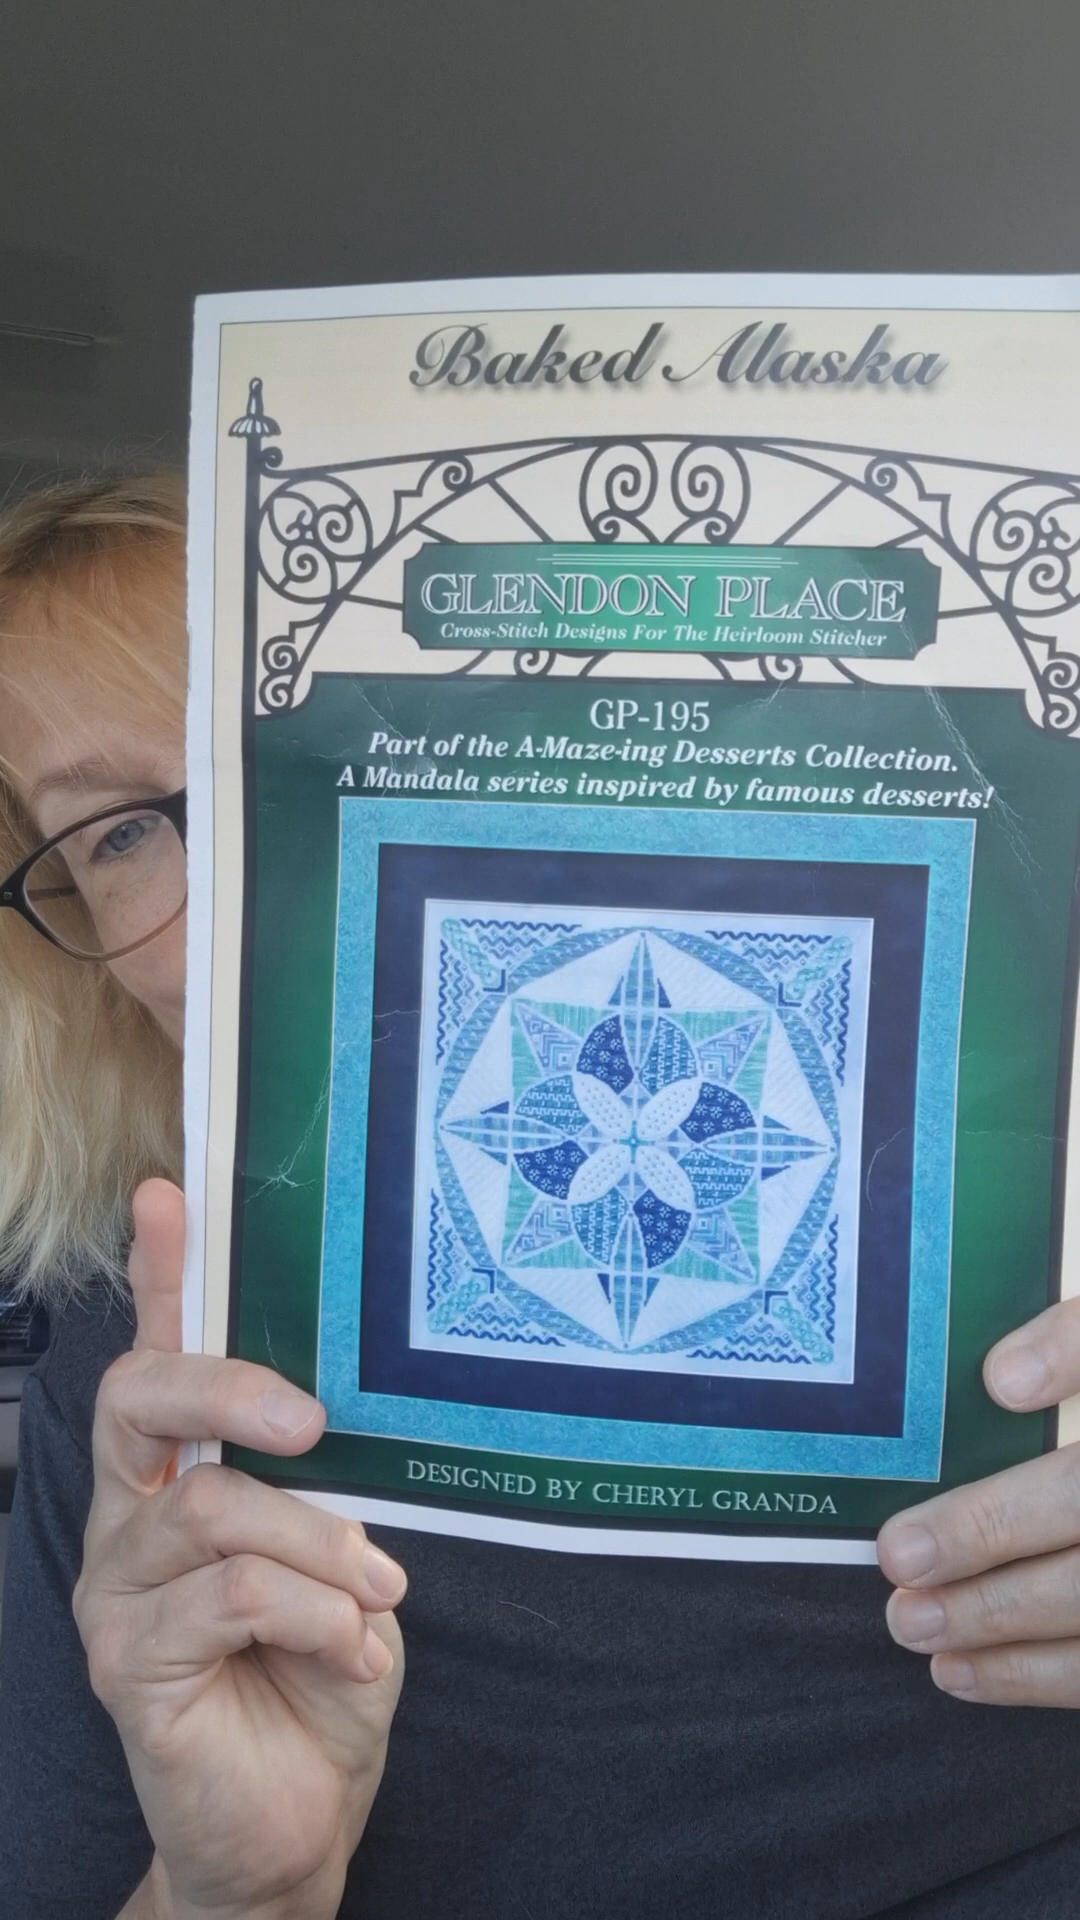 Baked Alaska
GLENDON PLACE
Cross-Stitch Designs For The Heirloom Stitcher
GP-195
Part of the A-Maze-ing Desserts Collection.
A Mandala series inspired by famous desserts!
DESIGNED BY CHERYL GRANDA